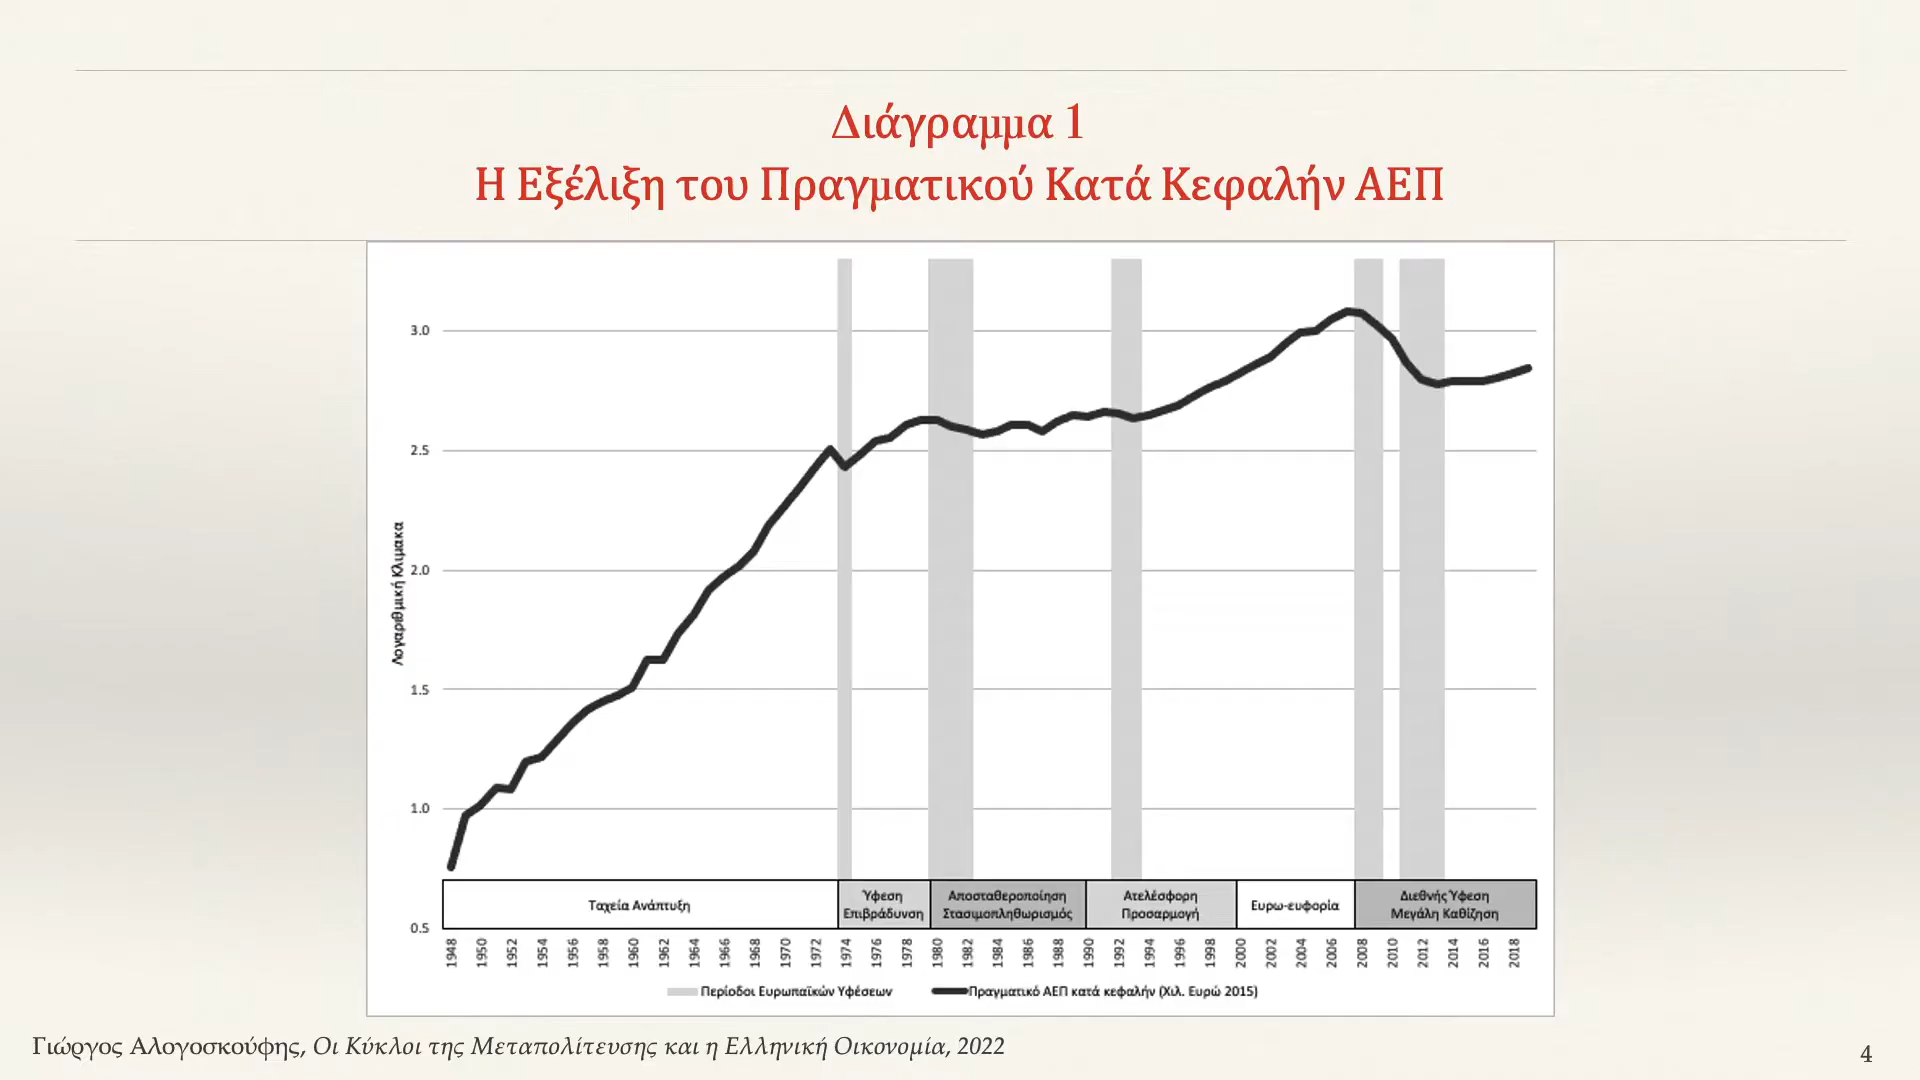 Διάγραμμα 1
Η Εξέλιξη του Πραγματικού Κατά Κεφαλήν ΑΕΠ
3.0
2.5
2.0
1.5
1.0
0.5
Λογαριθμική Κλιμακα
Ταχεία Ανάπτυξη
Ύφεση
Επιβράδυνση
Αποσταθεροποίηση
Στασιμοπληθωρισμός
Ατελέσφορη
Προσαρμογή
Ευρω-ευφορία
Διεθνής Ύφεση
Μεγάλη Καθίζηση
1948 1950 1952 1954 1956 1958 1960 1962 1964 1966 1968 1970 1972 1974 1976 1978 1980 1982 1984 1986 1988 1990 1992 1994 1996 1998 2000 2002 2004 2006 2008 2010 2012 2014 2016 2018
Περίοδοι Ευρωπαϊκών Υφέσεων Πραγματικό ΑΕΠ κατά κεφαλήν (Χιλ. Ευρώ 2015)
Γιώργος Αλογοσκούφης, Οι Κύκλοι της Μεταπολίτευσης και η Ελληνική Οικονομία, 2022
4